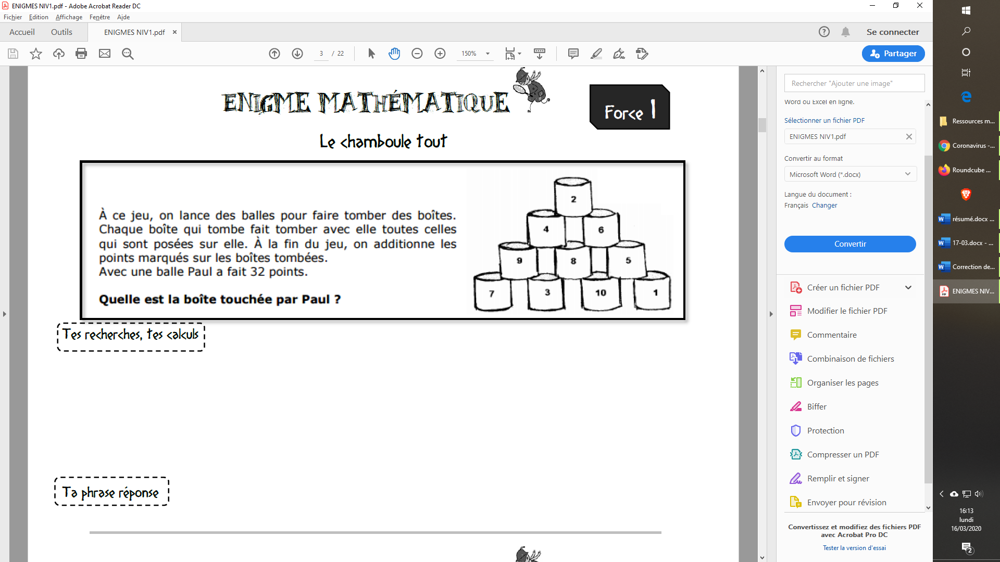 ENIGMES NIV1.pdf - Adobe Acrobat Reader DC
Fichier Edition Affichage Fenêtre Aide
Accueil Outils ENIGMES NIV1.pdf × Se connecter
3 / 22 150% Partager
ENIGME MATHÉMATIQUE
Force 1
Le chamboule tout
À ce jeu, on lance des balles pour faire tomber des boîtes.
Chaque boîte qui tombe fait tomber avec elle toutes celles
qui sont posées sur elle. À la fin du jeu, on additionne les
points marqués sur les boîtes tombées.
Avec une balle Paul a fait 32 points.
Quelle est la boîte touchée par Paul ?
2
4 6
9 8 5
7 3 10 1
Tes recherches, tes calculs
Ta phrase réponse
Rechercher "Ajouter une image"
Word ou Excel en ligne.
Sélectionner un fichier PDF
ENIGMES NIV1.pdf
Convertir au format
Microsoft Word (*.docx)
Langue du document :
Français Changer
Convertir
Créer un fichier PDF
Modifier le fichier PDF
Commentaire
Combinaison de fichiers
Organiser les pages
Biffer
Protection
Compresser un PDF
Remplir et signer
Envoyer pour révision
Convertissez et modifiez des fichiers PDF
avec Acrobat Pro DC
Tester la version d'essai
Ressources m...
Coronavirus -...
Roundcube ...
résumé.docx ...
17-03.docx - ...
Correction de...
ENIGMES NIV...
16:13
lundi
16/03/2020
2